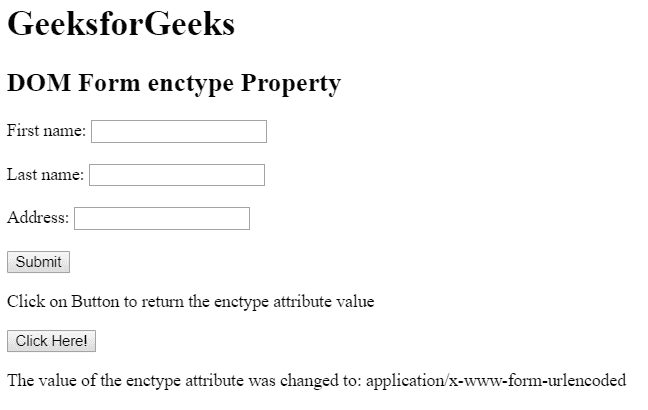 GeeksforGeeks
DOM Form enctype Property
First name:
Last name:
Address:
Submit
Click on Button to return the enctype attribute value
Click Here!
The value of the enctype attribute was changed to: application/x-www-form-urlencoded